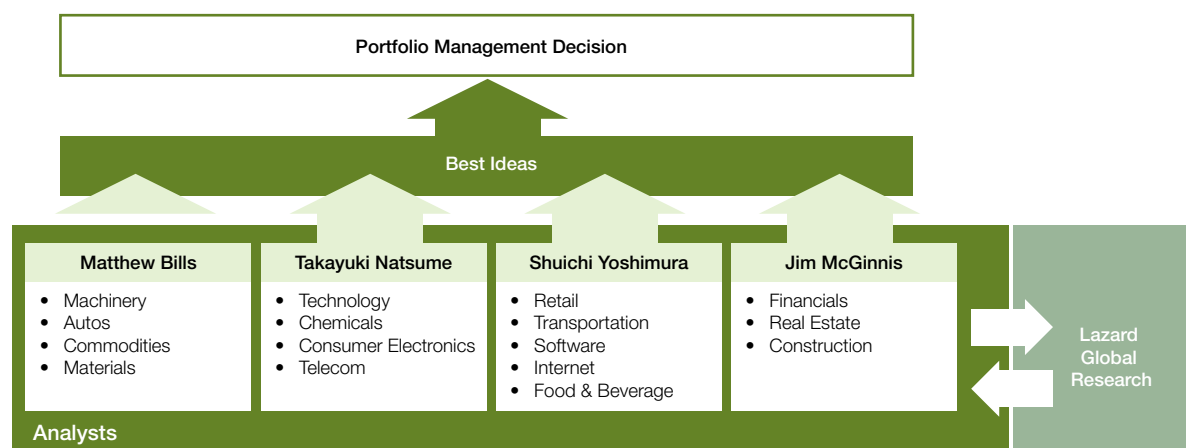 Portfolio Management Decision
Best Ideas
Matthew Bills
• Machinery
• Autos
• Commodities
• Materials
Takayuki Natsume
• Technology
• Chemicals
• Consumer Electronics
• Telecom
Shuichi Yoshimura
• Retail
• Transportation
• Software
• Internet
• Food & Beverage
Jim McGinnis
• Financials
• Real Estate
• Construction
Lazard
Global
Research
Analysts